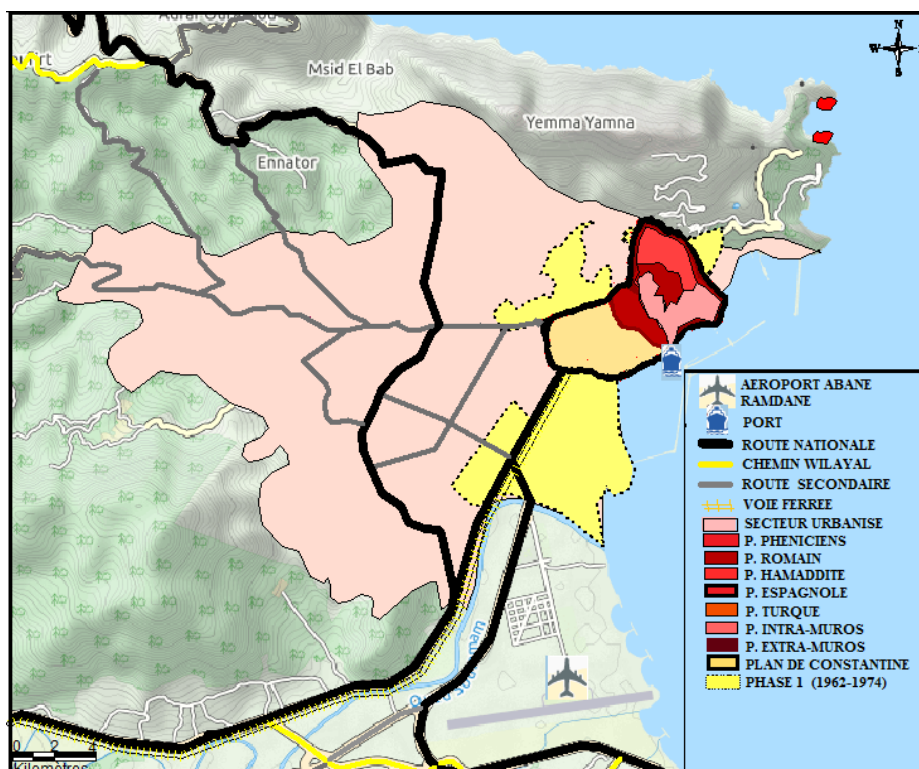 N
W
S
Msid El Bab
Yemma Yamna
Ennator
AEROPORT ABANE
RAMDANE
PORT
ROUTE NATIONALE
CHEMIN WILAYAL
ROUTE SECONDAIRE
VOIE FERREE
SECTEUR URBANISE
P. PHENICIENS
P. ROMAIN
P. HAMADDITE
P. ESPAGNOLE
P. TURQUE
P. INTRA-MUROS
P. EXTRA-MUROS
PLAN DE CONSTANTINE
PHASE 1 (1962-1974)
0 2 4
Kilomètres